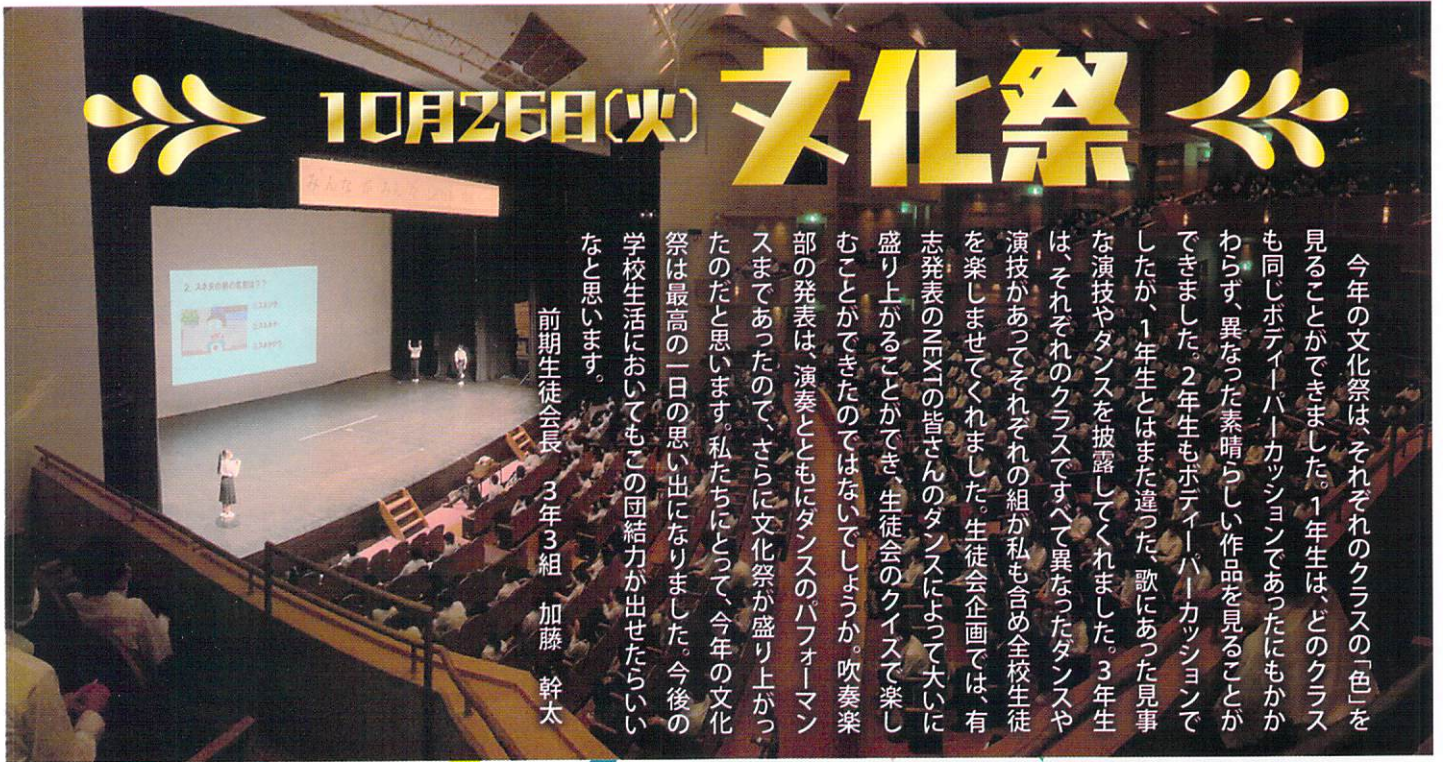 10月26日(火) 文化祭
　今年の文化祭は、それぞれのクラスの「色」を
見ることができました。1年生は、どのクラス
も同じボディーパーカッションであったにもかか
わらず、異なった素晴らしい作品を見ることが
できました。2年生もボディーパーカッションで
したが、1年生とはまた違った、歌にあった見事
な演技やダンスを披露してくれました。3年生
は、それぞれのクラスですべて異なったダンスや
演技があってそれぞれの組が私も含め全校生徒
を楽しませてくれました。生徒会企画では、有
志発表のNEXTの皆さんのダンスによって大いに
盛り上がることができ、生徒会のクイズで楽し
むことができたのではないでしょうか。吹奏楽
部の発表は、演奏とともにダンスのパフォーマン
スまであったので、さらに文化祭が盛り上がっ
たのだと思います。私たちにとって、今年の文化
祭は最高の一日の思い出になりました。今後の
学校生活においてもこの団結力が出せたらいい
なと思います。
前期生徒会長　3年3組　加藤　幹太
みんな
2. スネ夫の弟の名前は？？